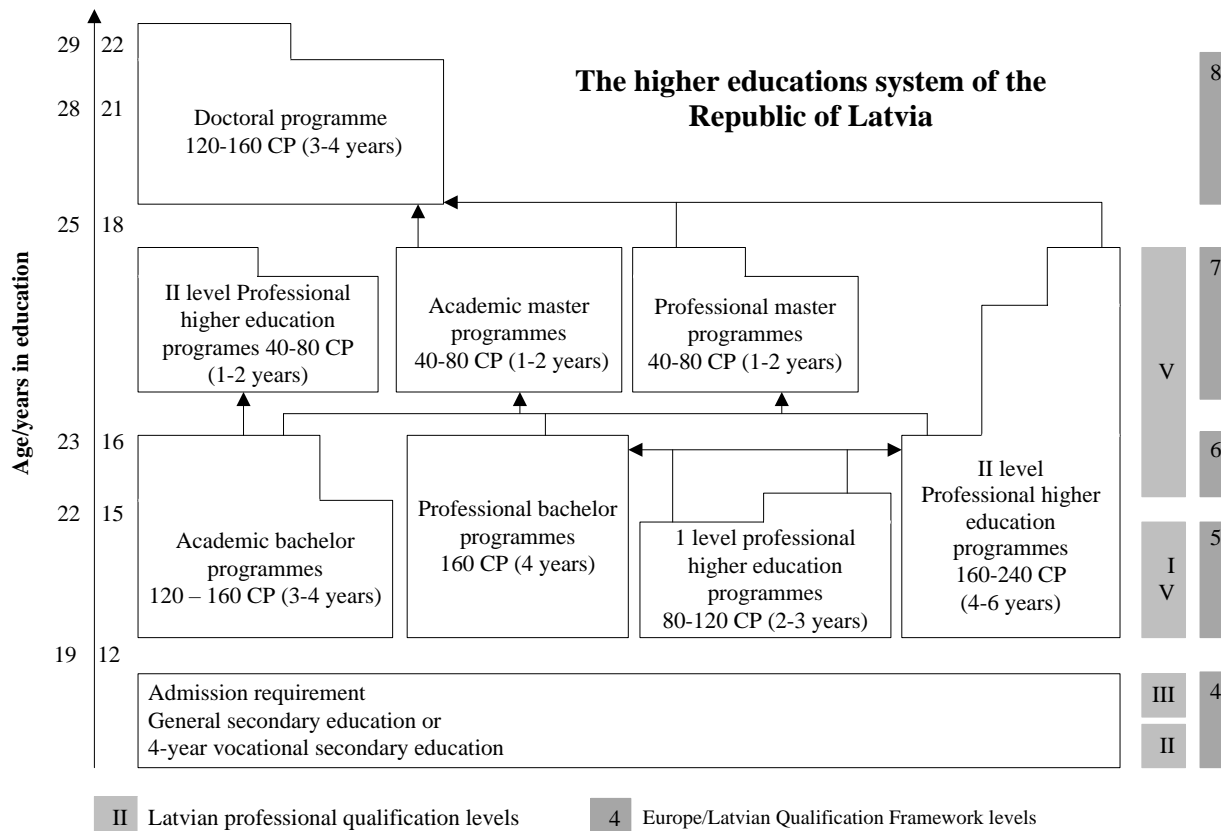 The higher educations system of the
Republic of Latvia
Age/years in education
29 22
28 21
25 18
23 16
22 15
19 12
Doctoral programme
120-160 CP (3-4 years)
II level Professional
higher education
programes 40-80 CP
(1-2 years)
Academic master
programmes
40-80 CP (1-2 years)
Professional master
programmes
40-80 CP (1-2 years)
Academic bachelor
programmes
120 – 160 CP (3-4 years)
Professional bachelor
programmes
160 CP (4 years)
1 level professional
higher education
programmes
80-120 CP (2-3 years)
II level
Professional higher
education
programmes
160-240 CP
(4-6 years)
Admission requirement
General secondary education or
4-year vocational secondary education
V
I
V
III
II
8
7
6
5
4
II Latvian professional qualification levels
4 Europe/Latvian Qualification Framework levels